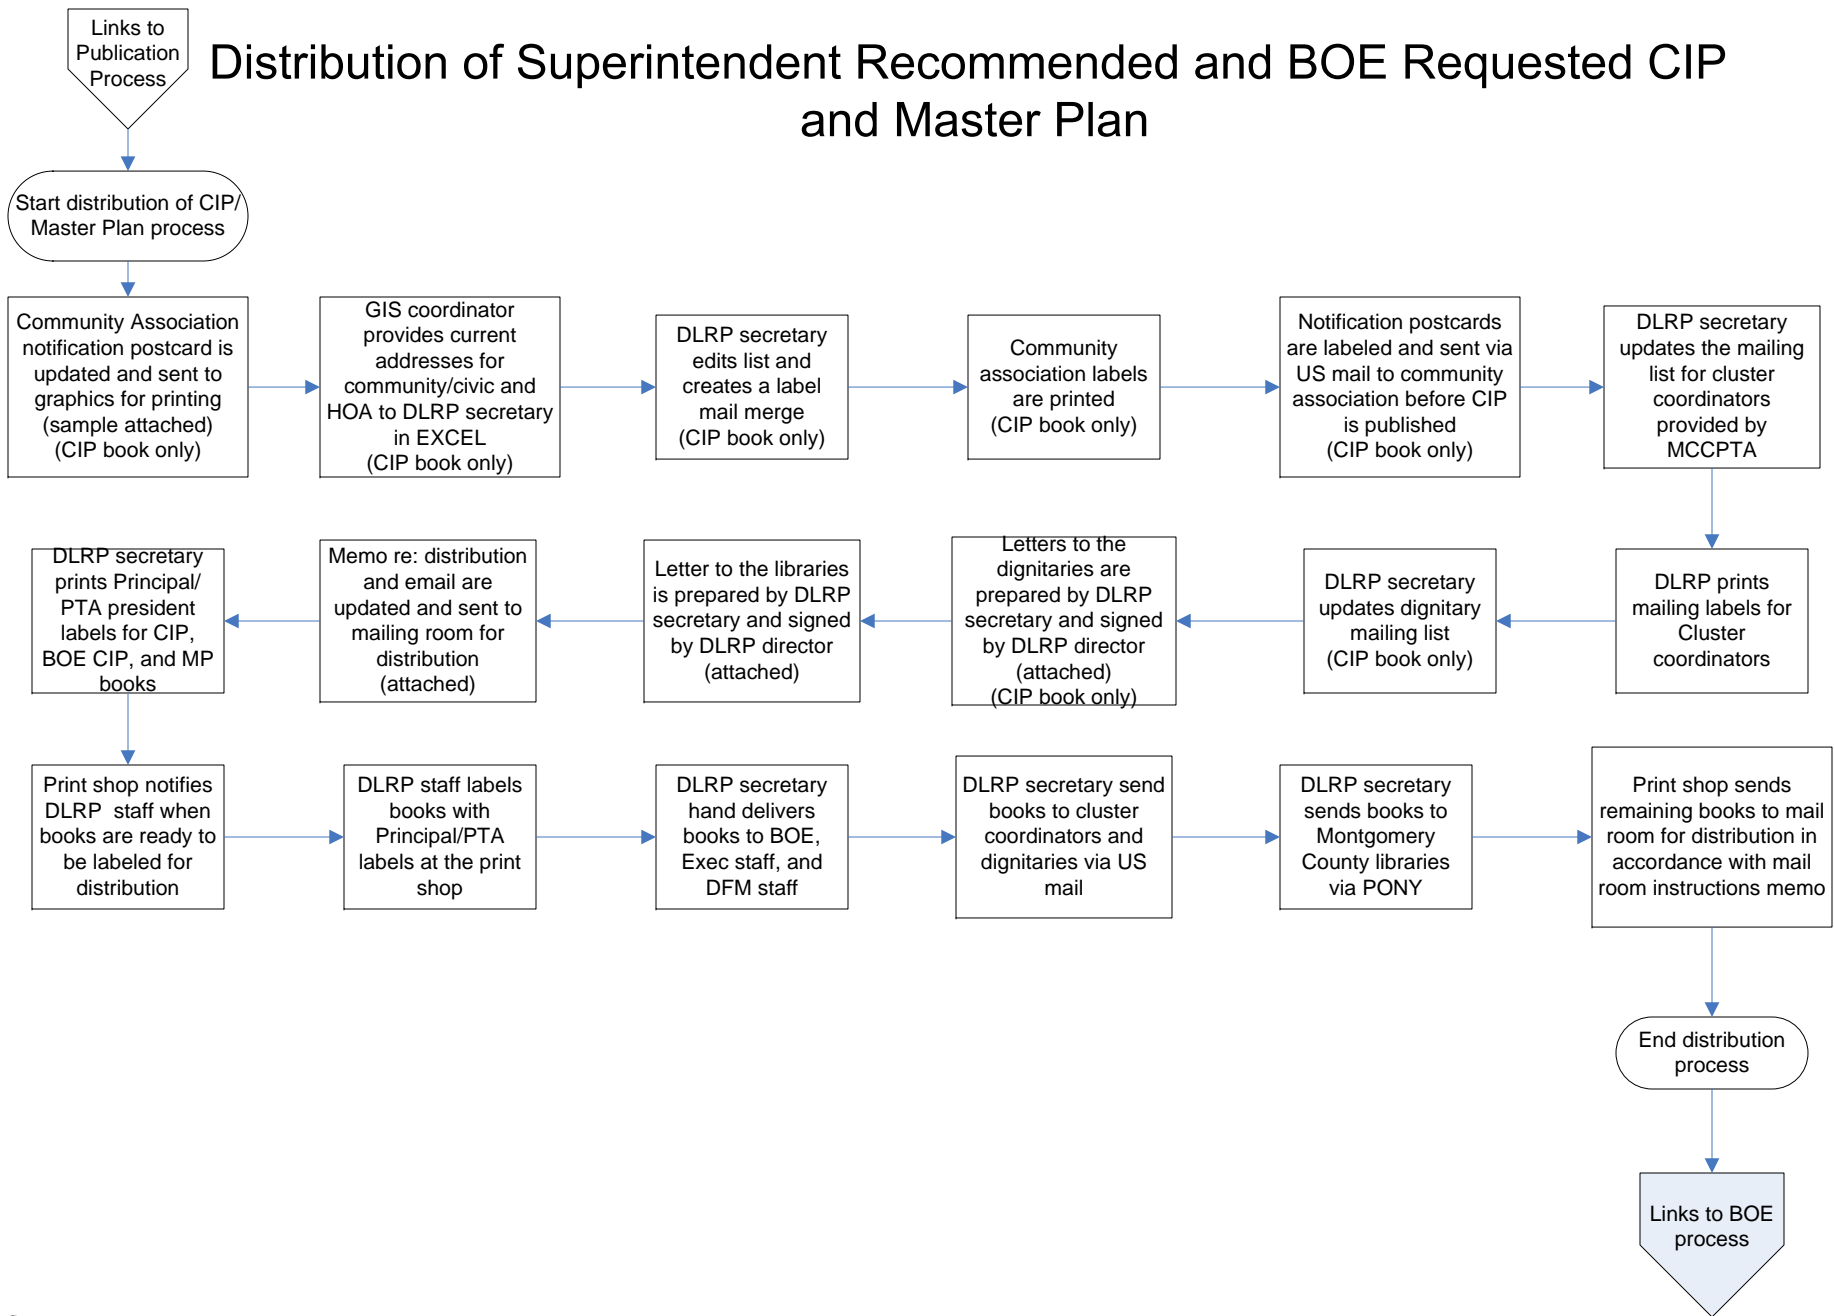 Links to
Publication
Process
Distribution of Superintendent Recommended and BOE Requested CIP
and Master Plan
Start distribution of CIP/
Master Plan process
Community Association
notification postcard is
updated and sent to
graphics for printing
(sample attached)
(CIP book only)
GIS coordinator
provides current
addresses for
community/civic and
HOA to DLRP secretary
in EXCEL
(CIP book only)
DLRP secretary
edits list and
creates a label
mail merge
(CIP book only)
Community
association labels
are printed
(CIP book only)
Notification postcards
are labeled and sent via
US mail to community
association before CIP
is published
(CIP book only)
DLRP secretary
updates the mailing
list for cluster
coordinators
provided by
MCCPTA
DLRP prints
mailing labels for
Cluster
coordinators
DLRP secretary
updates dignitary
mailing list
(CIP book only)
Letters to the
dignitaries are
prepared by DLRP
secretary and signed
by DLRP director
(attached)
(CIP book only)
Letter to the libraries
is prepared by DLRP
secretary and signed
by DLRP director
(attached)
Memo re: distribution
and email are
updated and sent to
mailing room for
distribution
(attached)
DLRP secretary
prints Principal/
PTA president
labels for CIP,
BOE CIP, and MP
books
Print shop notifies
DLRP staff when
books are ready to
be labeled for
distribution
DLRP staff labels
books with
Principal/PTA
labels at the print
shop
DLRP secretary
hand delivers
books to BOE,
Exec staff, and
DFM staff
DLRP secretary send
books to cluster
coordinators and
dignitaries via US
mail
DLRP secretary
sends books to
Montgomery
County libraries
via PONY
Print shop sends
remaining books to mail
room for distribution in
accordance with mail
room instructions memo
End distribution
process
Links to BOE
process